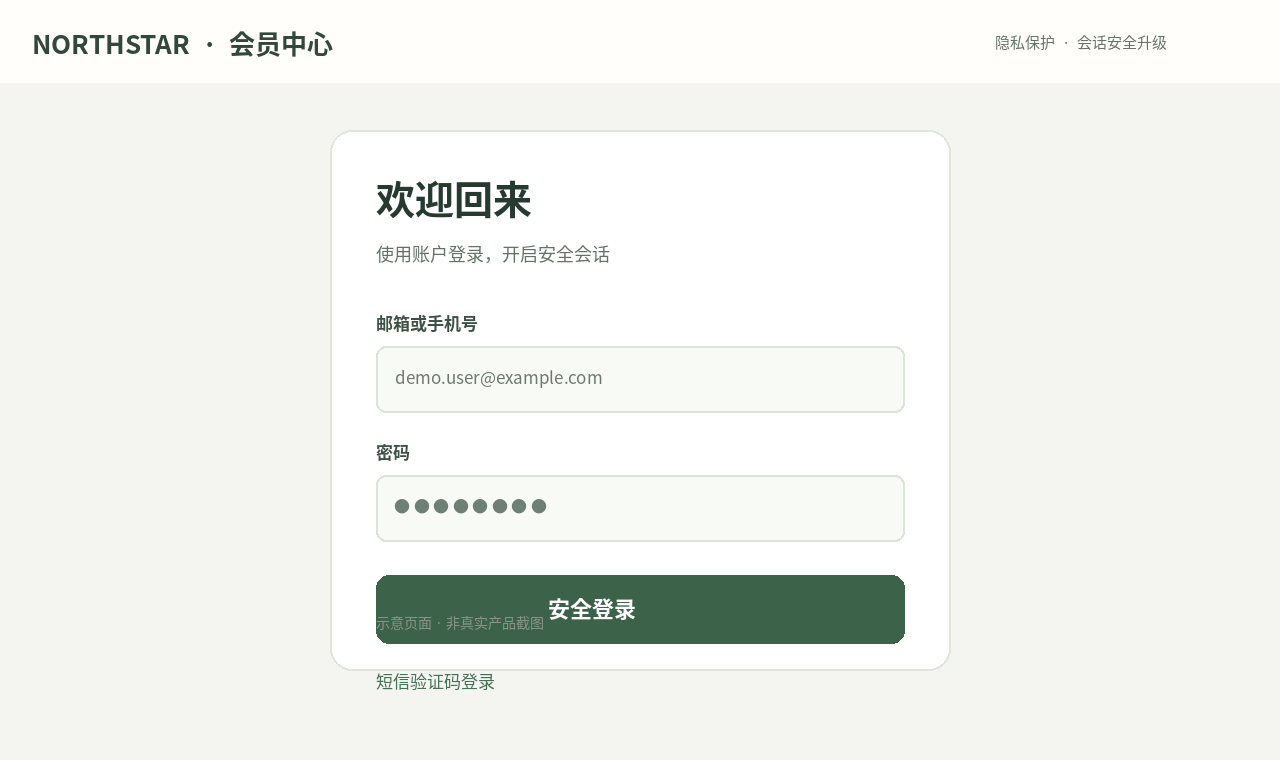 NORTHSTAR · 会员中心
隐私保护 · 会话安全升级
欢迎回来
使用账户登录，开启安全会话
邮箱或手机号
demo.user@example.com
密码
●●●●●●●●
安全登录
示意页面 · 非真实产品截图
短信验证码登录